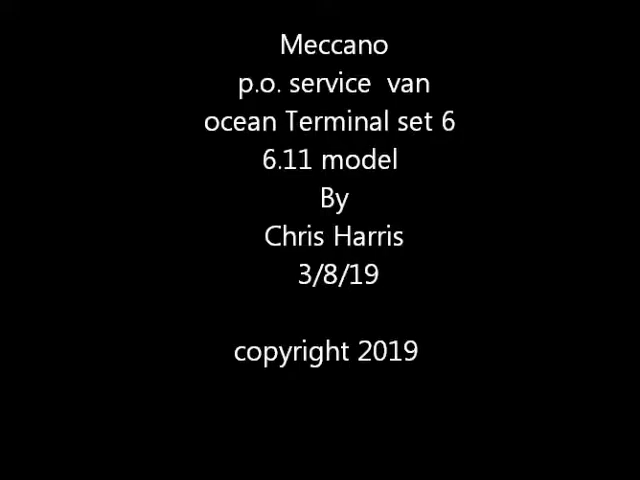 Meccano
p.o. service  van
ocean Terminal set 6
6.11 model
By
Chris Harris
3/8/19
copyright 2019